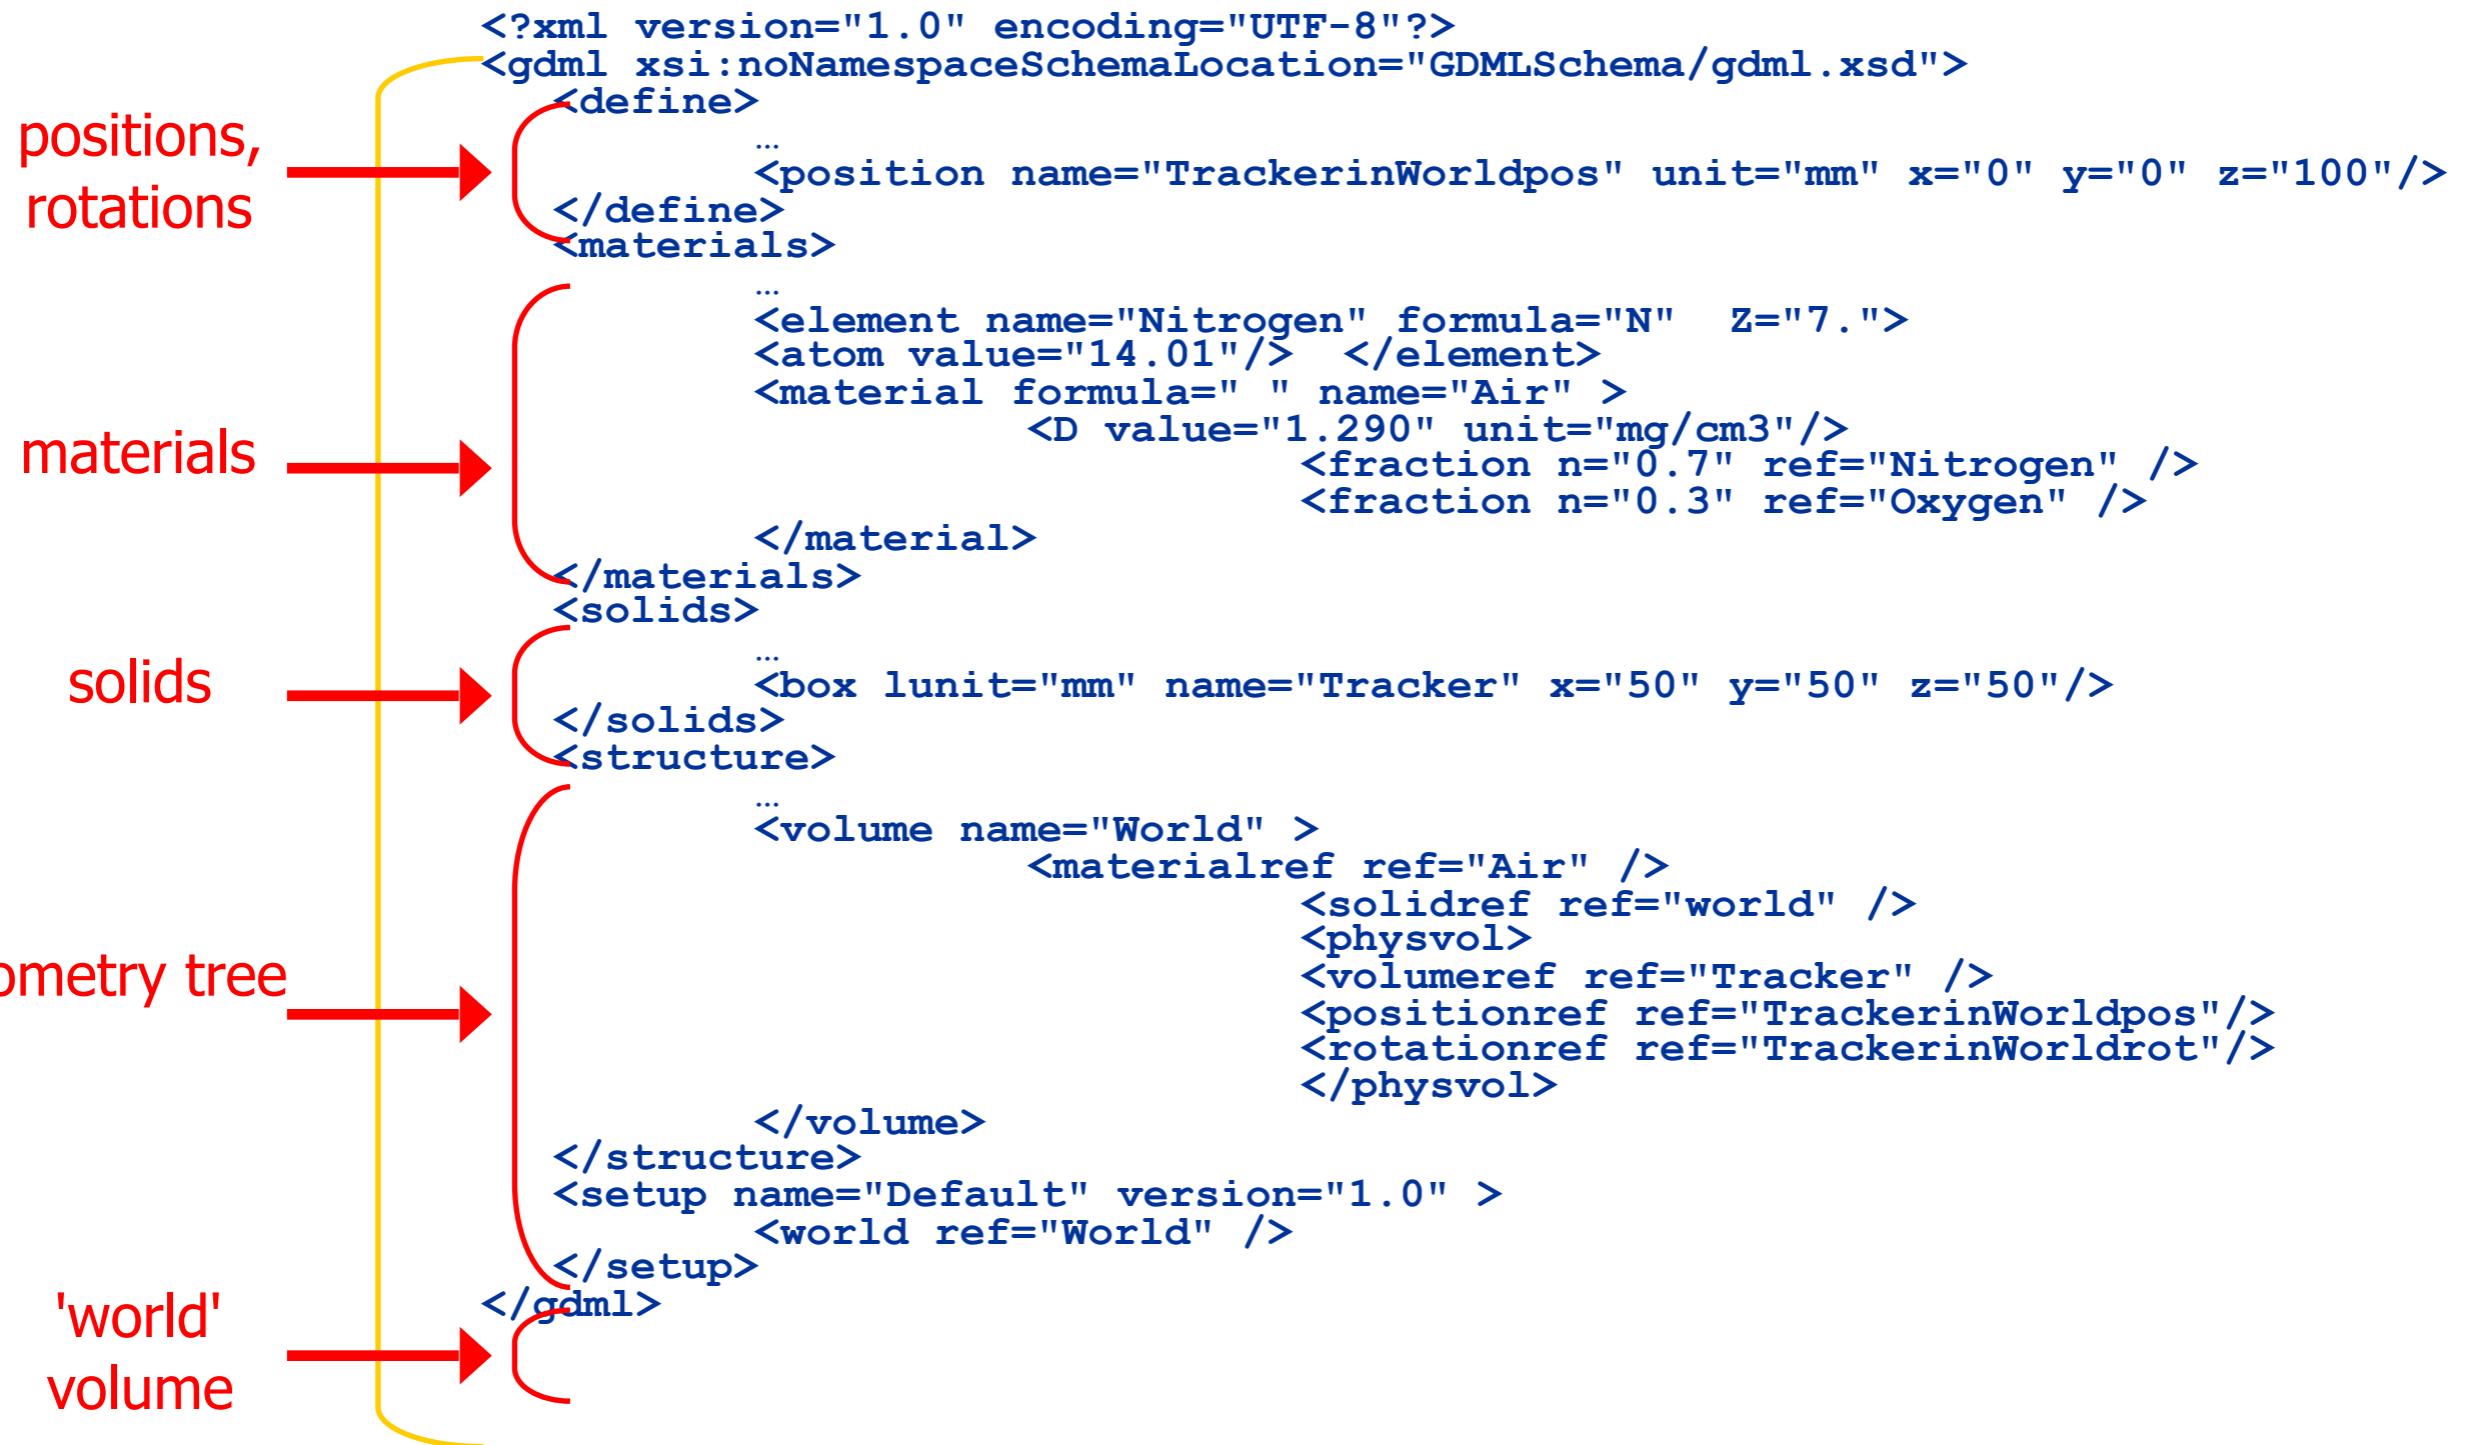 <?xml version="1.0" encoding="UTF-8"?>
<gdml xsi:noNamespaceSchemaLocation="GDMLSchema/gdml.xsd">
<define>
…
<position name="TrackerinWorldpos" unit="mm" x="0" y="0" z="100"/>
</define>
positions,
rotations
<materials>
…
<element name="Nitrogen" formula="N"  Z="7.">
<atom value="14.01"/>  </element>
<material formula=" " name="Air" >
<D value="1.290" unit="mg/cm3"/>
<fraction n="0.7" ref="Nitrogen" />
<fraction n="0.3" ref="Oxygen" />
</material>
</materials>
materials
<solids>
…
<box lunit="mm" name="Tracker" x="50" y="50" z="50"/>
</solids>
solids
<structure>
…
<volume name="World" >
<materialref ref="Air" />
<solidref ref="world" />
<physvol>
<volumeref ref="Tracker" />
<positionref ref="TrackerinWorldpos"/>
<rotationref ref="TrackerinWorldrot"/>
</physvol>
</volume>
</structure>
ometry tree
<setup name="Default" version="1.0" >
<world ref="World" />
</setup>
</gdml>
'world'
volume